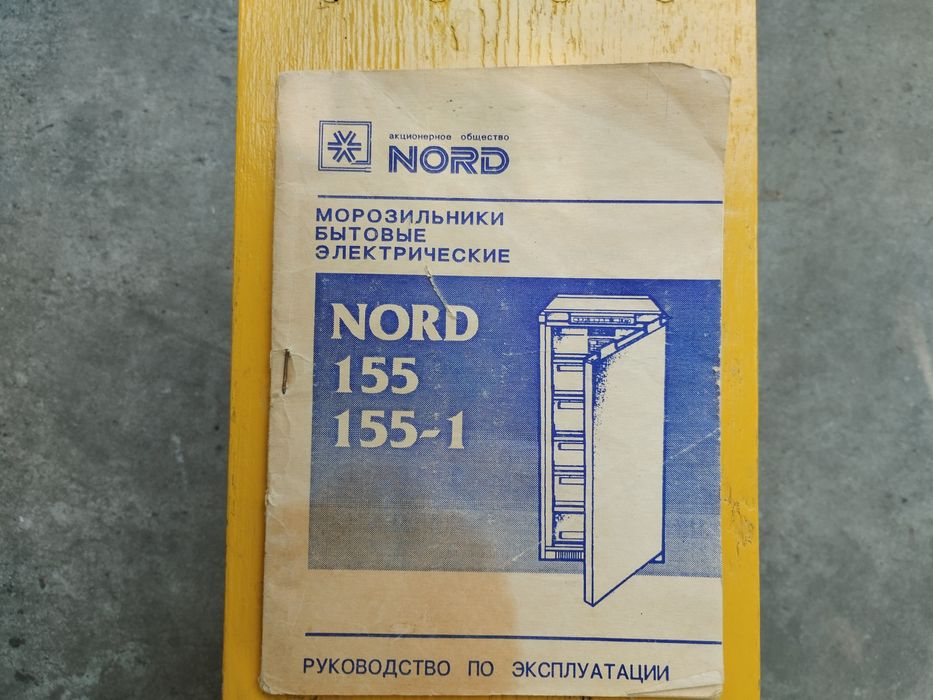 акционерное общество
NORD
МОРОЗИЛЬНИКИ
БЫТОВЫЕ
ЭЛЕКТРИЧЕСКИЕ
NORD
155
155-1
РУКОВОДСТВО ПО ЭКСПЛУАТАЦИИ